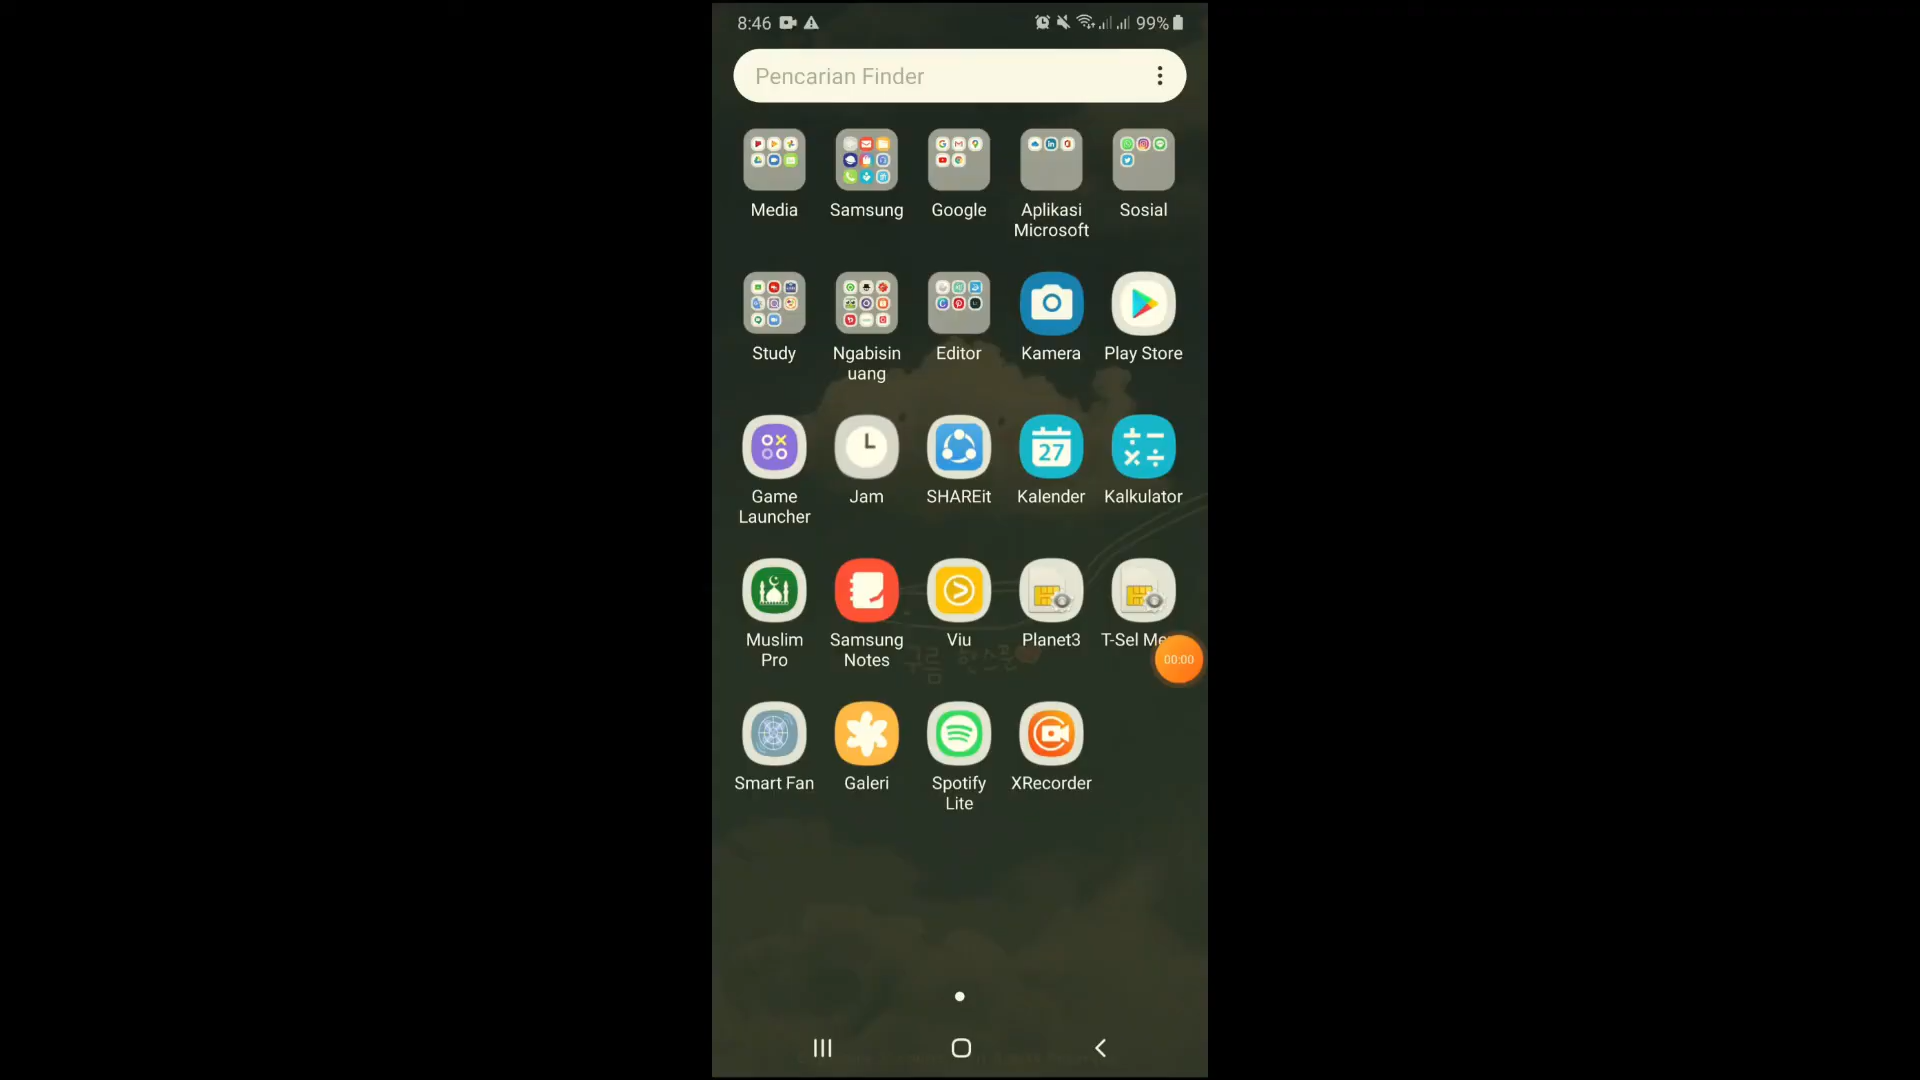 8:46
99%
Pencarian Finder
Media
Samsung
Google
Aplikasi
Microsoft
Sosial
Study
Ngabisin
uang
Editor
Kamera
Play Store
Game
Launcher
Jam
SHAREit
27
Kalender
Kalkulator
Muslim
Pro
Samsung
Notes
Viu
Planet3
T-Sel
00:00
구름
Smart Fan
Galeri
Spotify
Lite
XRecorder